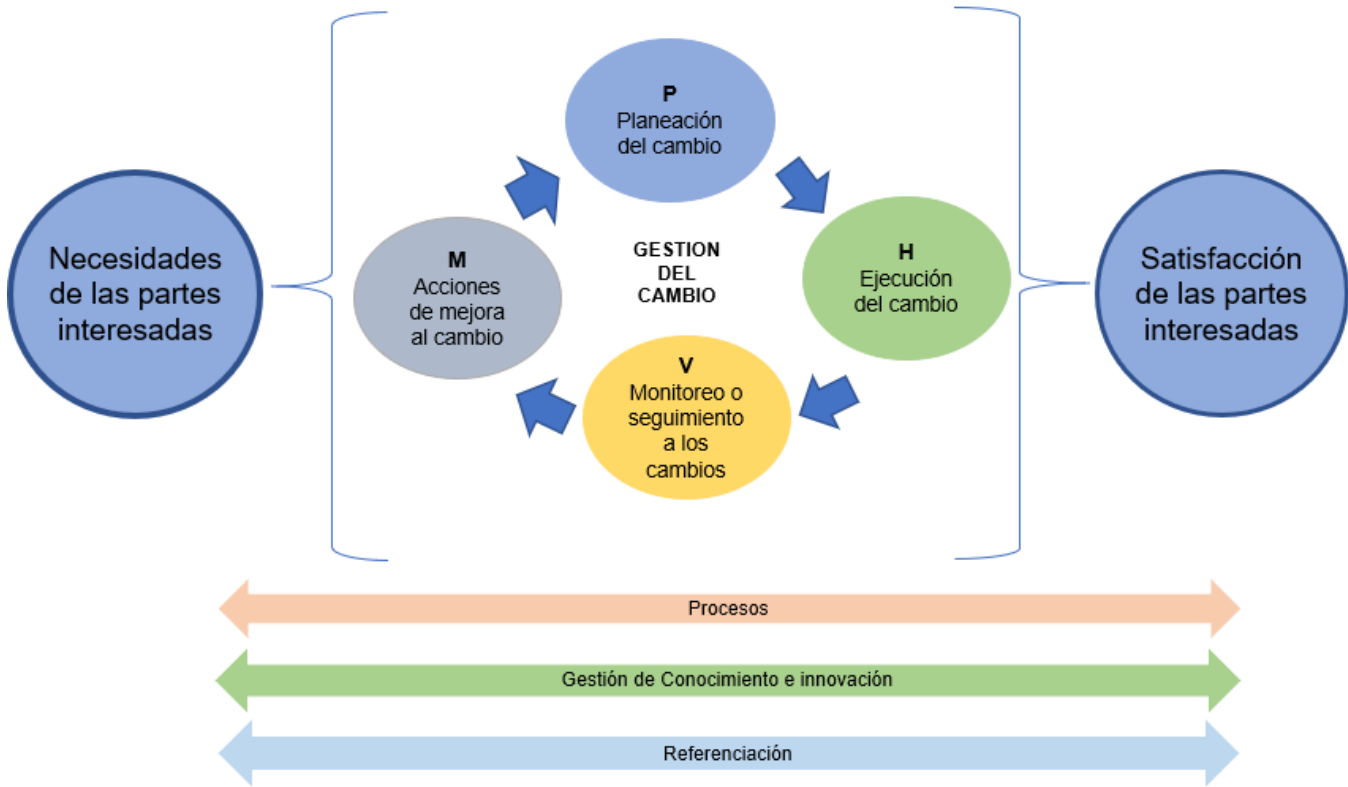 Necesidades
de las partes
interesadas
P
Planeación
del cambio
H
Ejecución
del cambio
V
Monitoreo o
seguimiento
a los
cambios
M
Acciones
de mejora
al cambio
GESTION
DEL
CAMBIO
Satisfacción
de las partes
interesadas
Procesos
Gestión de Conocimiento e innovación
Referenciación